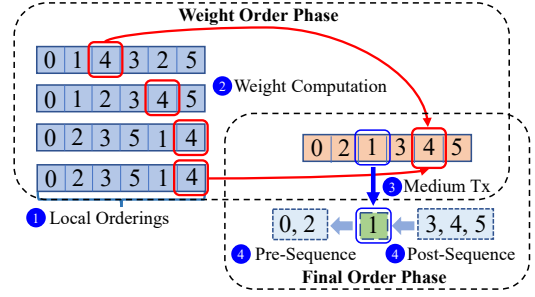 Weight Order Phase
0 1 4 3 2 5
0 1 2 3 4 5
0 2 3 5 1 4
0 2 3 5 1 4
1 Local Orderings
2 Weight Computation
0 2 1 3 4 5
3 Medium Tx
0, 2
1
3, 4, 5
4 Pre-Sequence
4 Post-Sequence
Final Order Phase